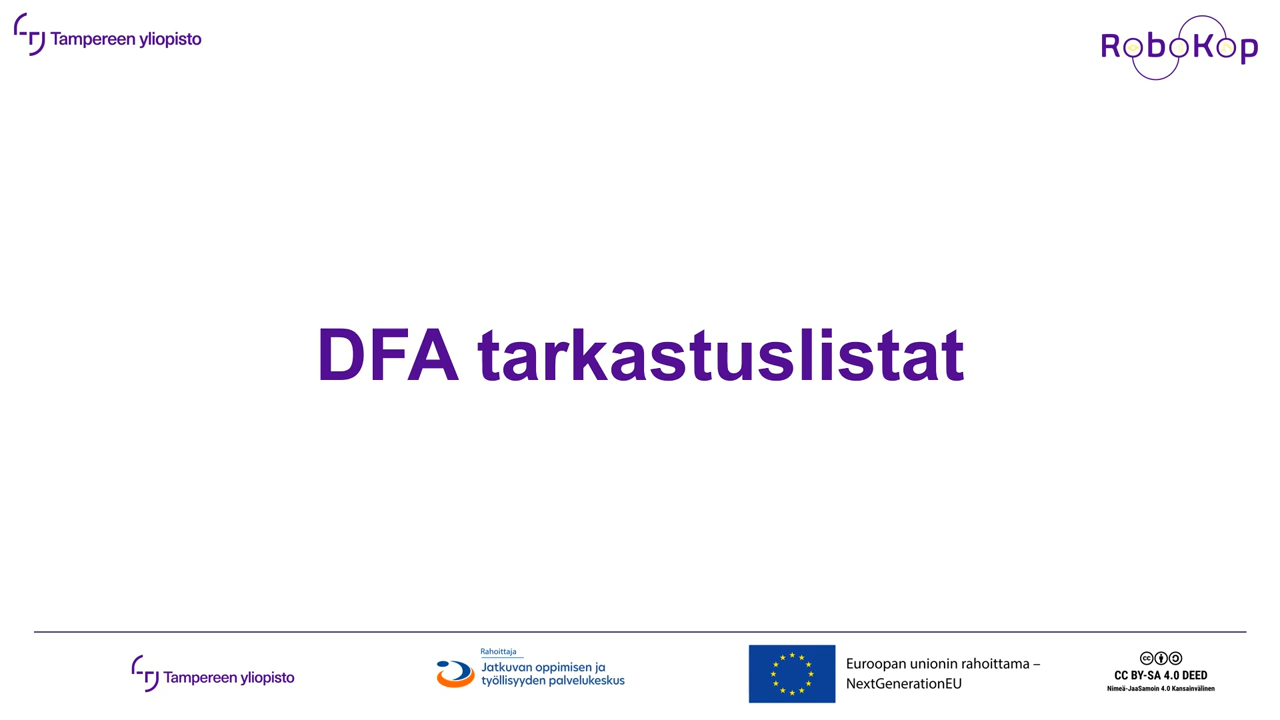 Tampereen yliopisto
RoboKop
DFA tarkastuslistat
Tampereen yliopisto
Rahoittaja
Jatkuvan oppimisen ja
työllisyyden palvelukeskus
Euroopan unionin rahoittama –
NextGenerationEU
cc
CC BY-SA 4.0 DEED
Nimeä-JaaSamoin 4.0 Kansainvälinen